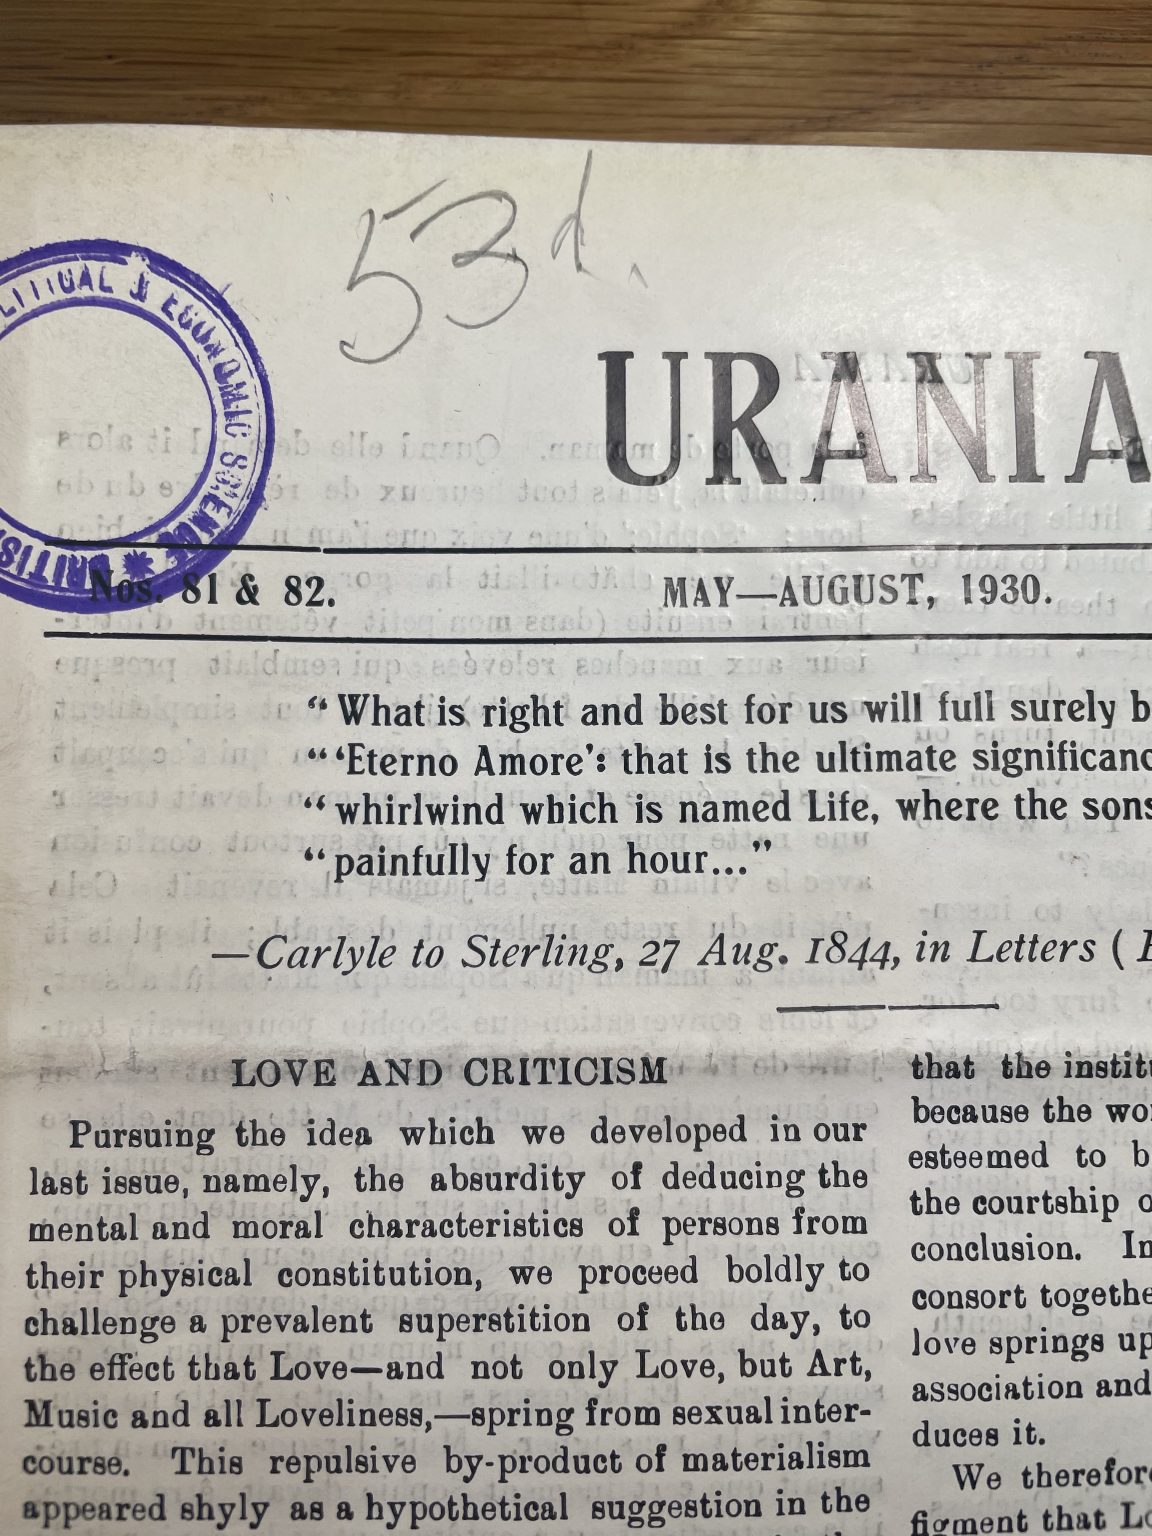 53d.
POLITICAL & ECONOMIC SCIENCE * BRITISH
URANIA
Nos. 81 & 82.
MAY—AUGUST, 1930.
“ What is right and best for us will full surely
“ ‘Eterno Amore’: that is the ultimate
“ whirlwind which is named Life, where the sons
“ painfully for an hour...”
—Carlyle to Sterling, 27 Aug. 1844, in Letters (
LOVE AND CRITICISM
Pursuing the idea which we developed in our
last issue, namely, the absurdity of deducing the
mental and moral characteristics of persons from
their physical constitution, we proceed boldly to
challenge a prevalent superstition of the day, to
the effect that Love—and not only Love, but Art,
Music and all Loveliness,—spring from sexual inter-
course. This repulsive by-product of materialism
appeared shyly as a hypothetical suggestion in the
that the
because the
esteemed to
the courtship
conclusion.
consort
love springs up
association and
duces it.
We
figment that